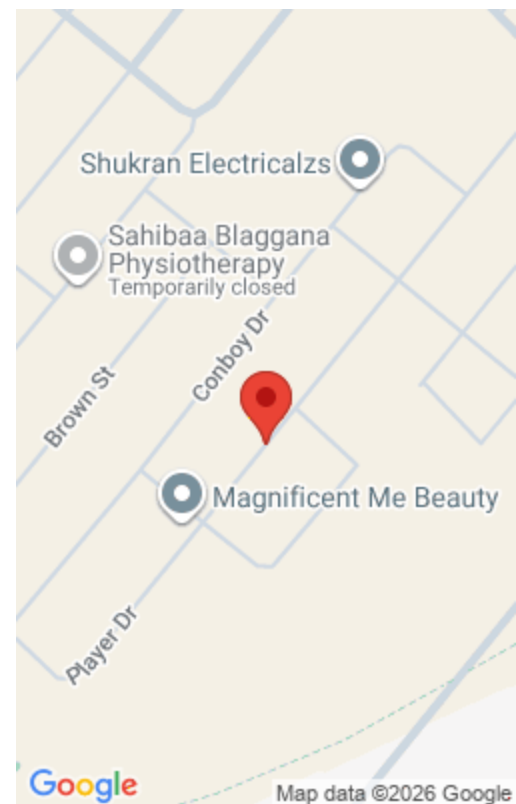 Shukran Electricalzs
Sahibaa Blaggana
Physiotherapy
Temporarily closed
Conboy Dr
Brown St
Magnificent Me Beauty
Player Dr
Google
Map data ©2026 Google